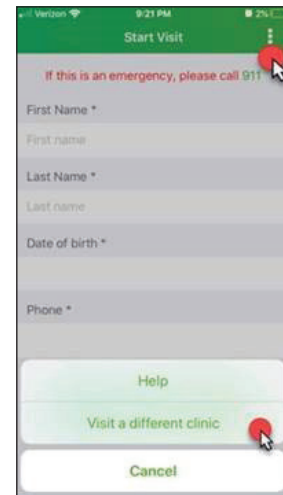 Verizon 9:21 PM 2%
Start Visit
If this is an emergency, please call 911
First Name *
First name
Last Name *
Last name
Date of birth *
Phone *
Help
Visit a different clinic
Cancel